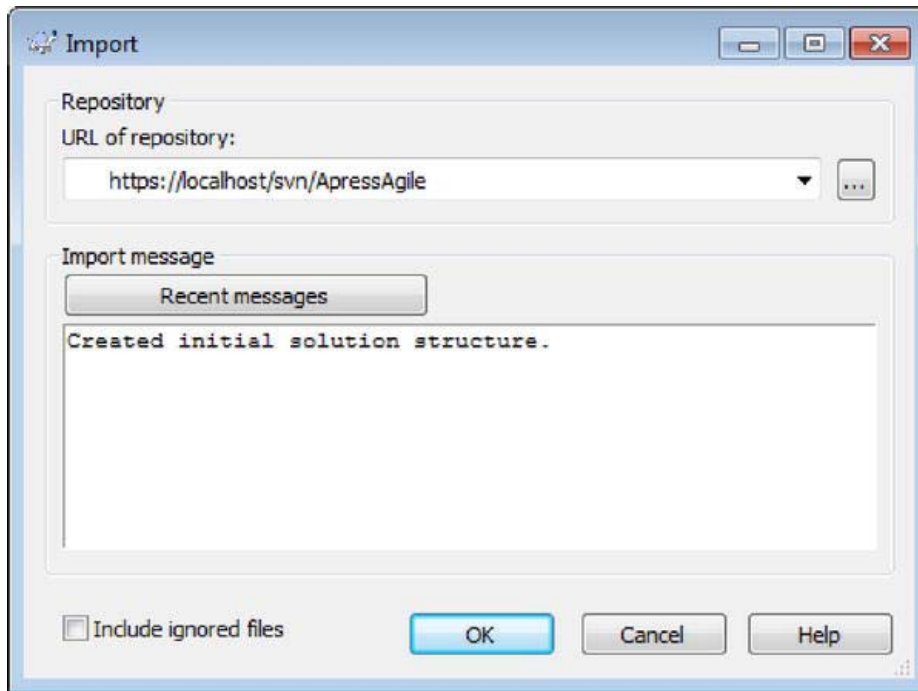 Import
Repository
URL of repository:
https://localhost/svn/ApressAgile
...
Import message
Recent messages
Created initial solution structure.
Include ignored files
OK
Cancel
Help